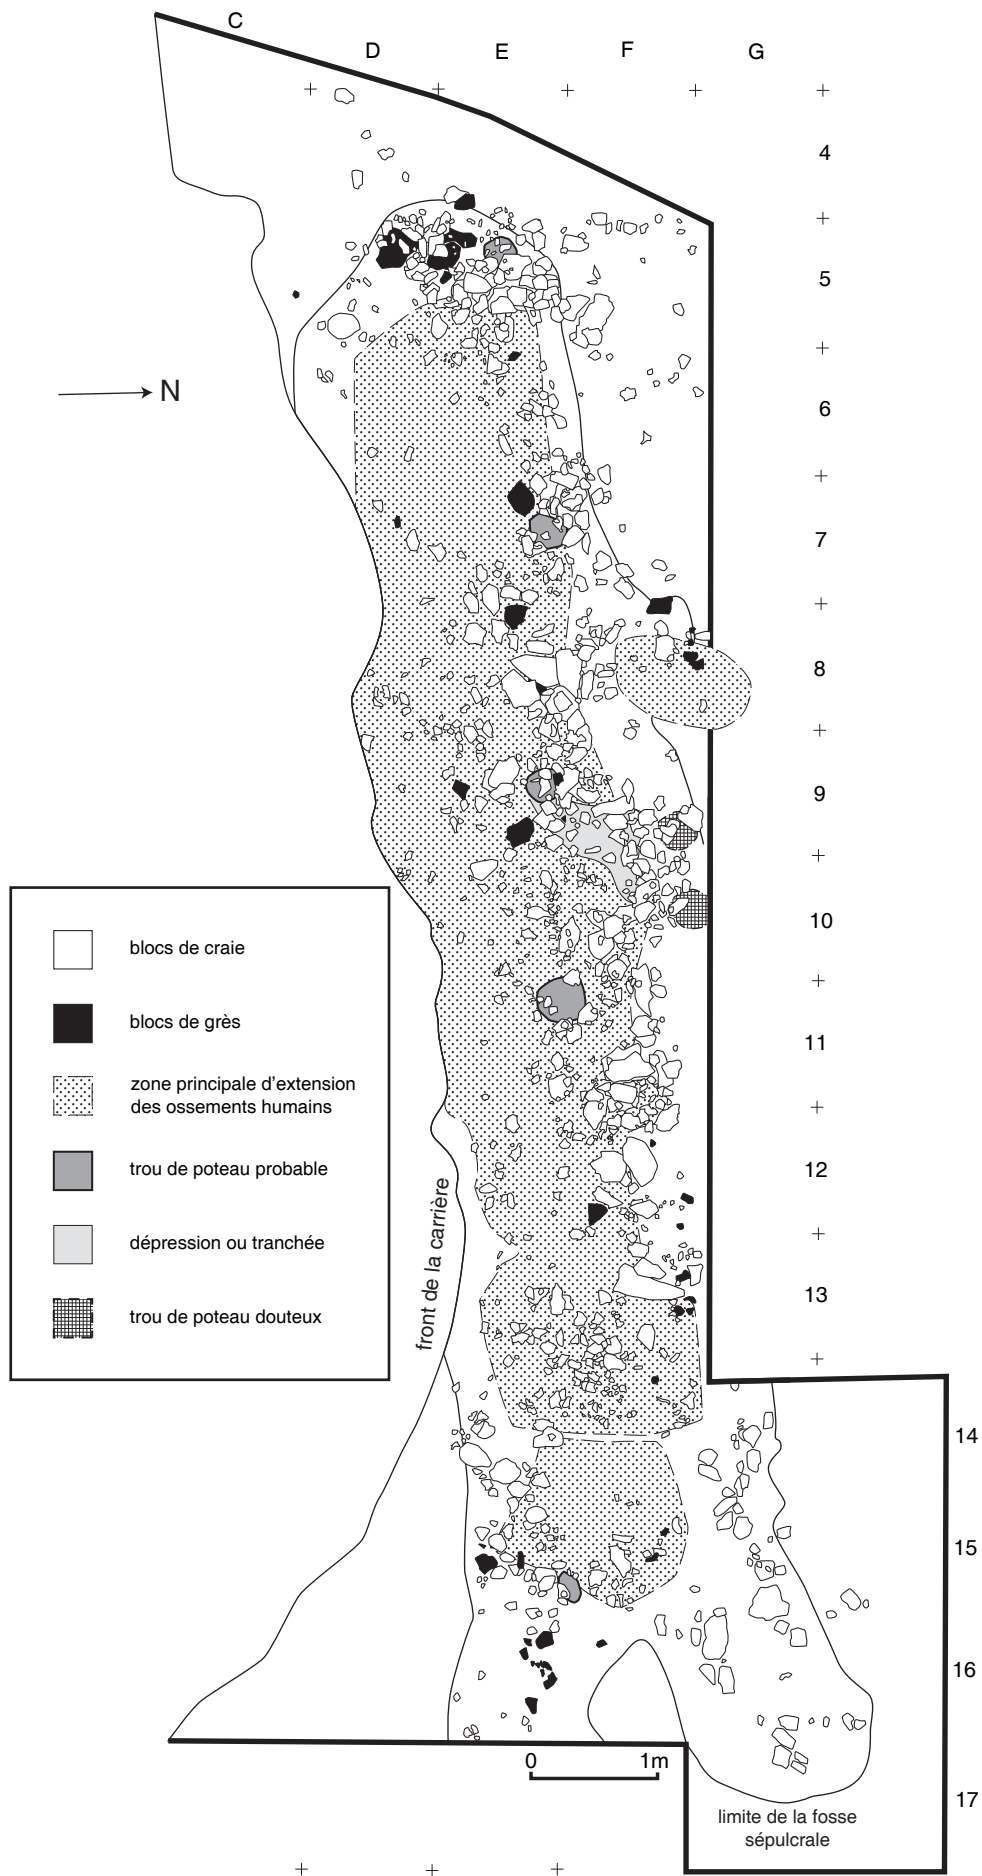 C
D
E
F
G
4
5
N
6
7
8
9
10
11
12
13
14
15
16
17
blocs de craie
blocs de grès
zone principale d'extension
des ossements humains
trou de poteau probable
dépression ou tranchée
trou de poteau douteux
front de la carrière
0
1m
limite de la fosse
sépulcrale